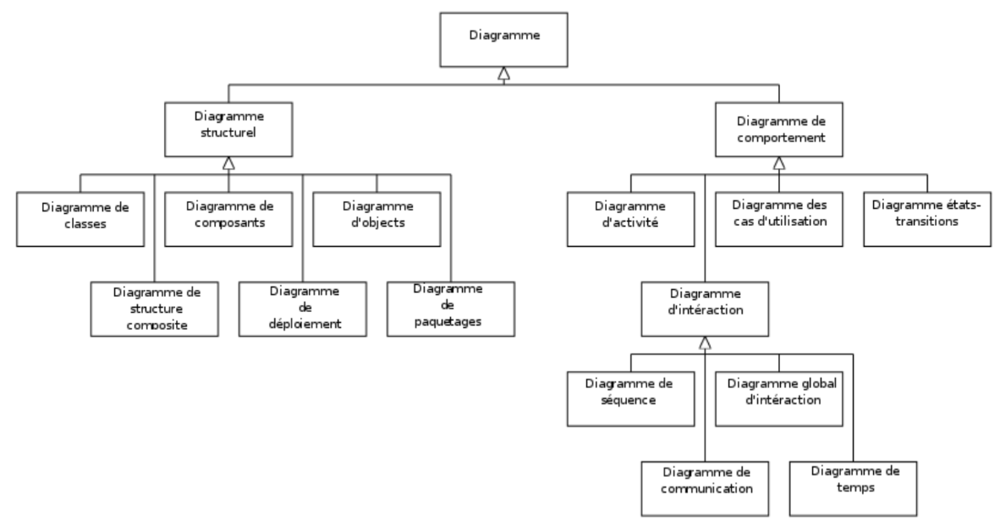 Diagramme
Diagramme
structurel
Diagramme de
comportement
Diagramme de
classes
Diagramme de
composants
Diagramme
d'objects
Diagramme
d'activité
Diagramme des
cas d'utilisation
Diagramme états-
transitions
Diagramme de
structure
composite
Diagramme
de
déploiement
Diagramme
de
paquetages
Diagramme
d'intéraction
Diagramme de
séquence
Diagramme global
d'intéraction
Diagramme de
communication
Diagramme de
temps